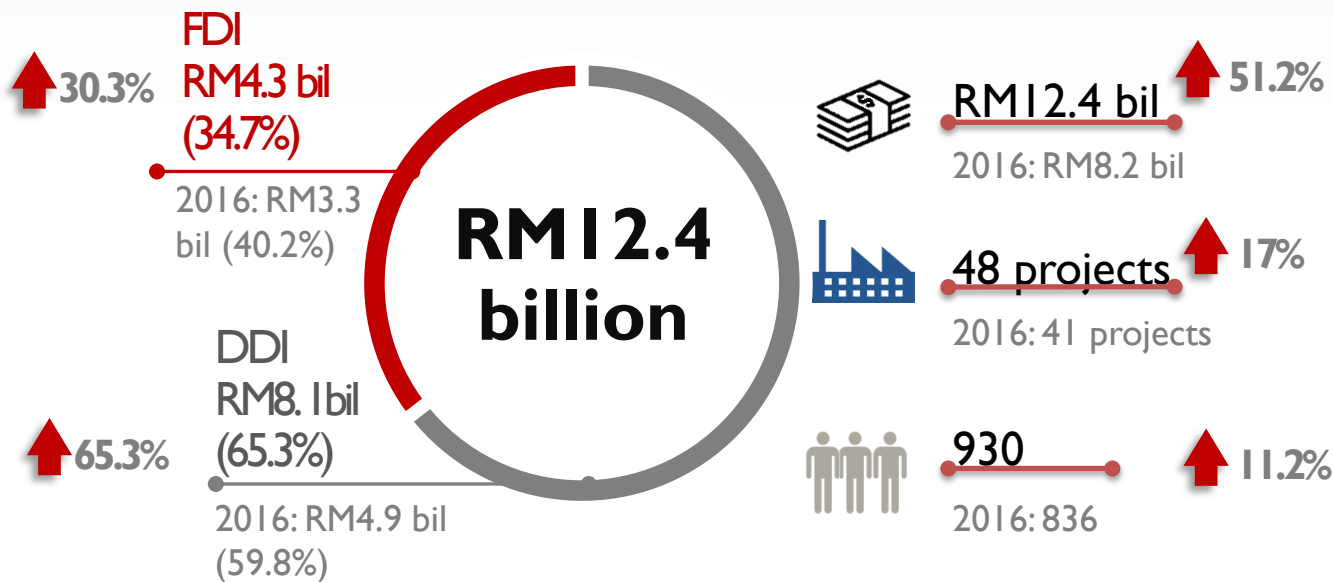 FDI
RM4.3 bil
(34.7%)
30.3%
2016: RM3.3
bil (40.2%)
DDI
RM8.1bil
(65.3%)
65.3%
2016: RM4.9 bil
(59.8%)
RM12.4
billion
$
RM12.4 bil
51.2%
2016: RM8.2 bil
48 projects
17%
2016: 41 projects
930
11.2%
2016: 836